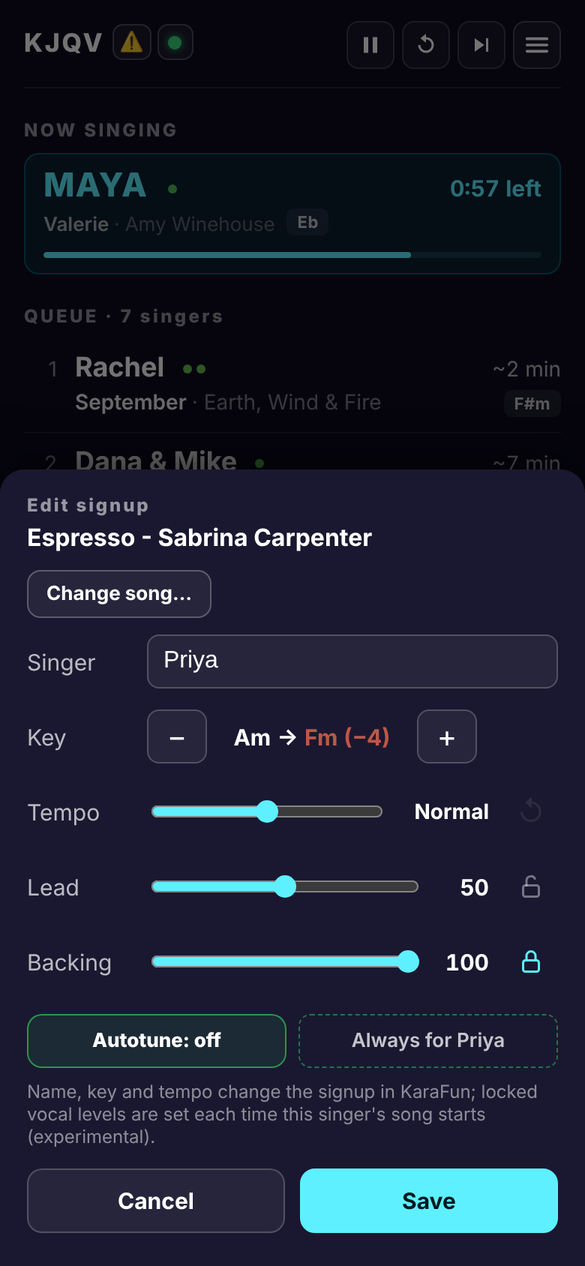 KJQV
NOW SINGING
MAYA 0:57 left
Valerie · Amy Winehouse Eb
QUEUE · 7 singers
1 Rachel ~2 min
September · Earth, Wind & Fire F#m
2 Dana & Mike ~7 min
Edit signup
Espresso - Sabrina Carpenter
Change song...
Singer Priya
Key − Am → Fm (−4) +
Tempo Normal
Lead 50
Backing 100
Autotune: off Always for Priya
Name, key and tempo change the signup in KaraFun; locked
vocal levels are set each time this singer's song starts
(experimental).
Cancel Save